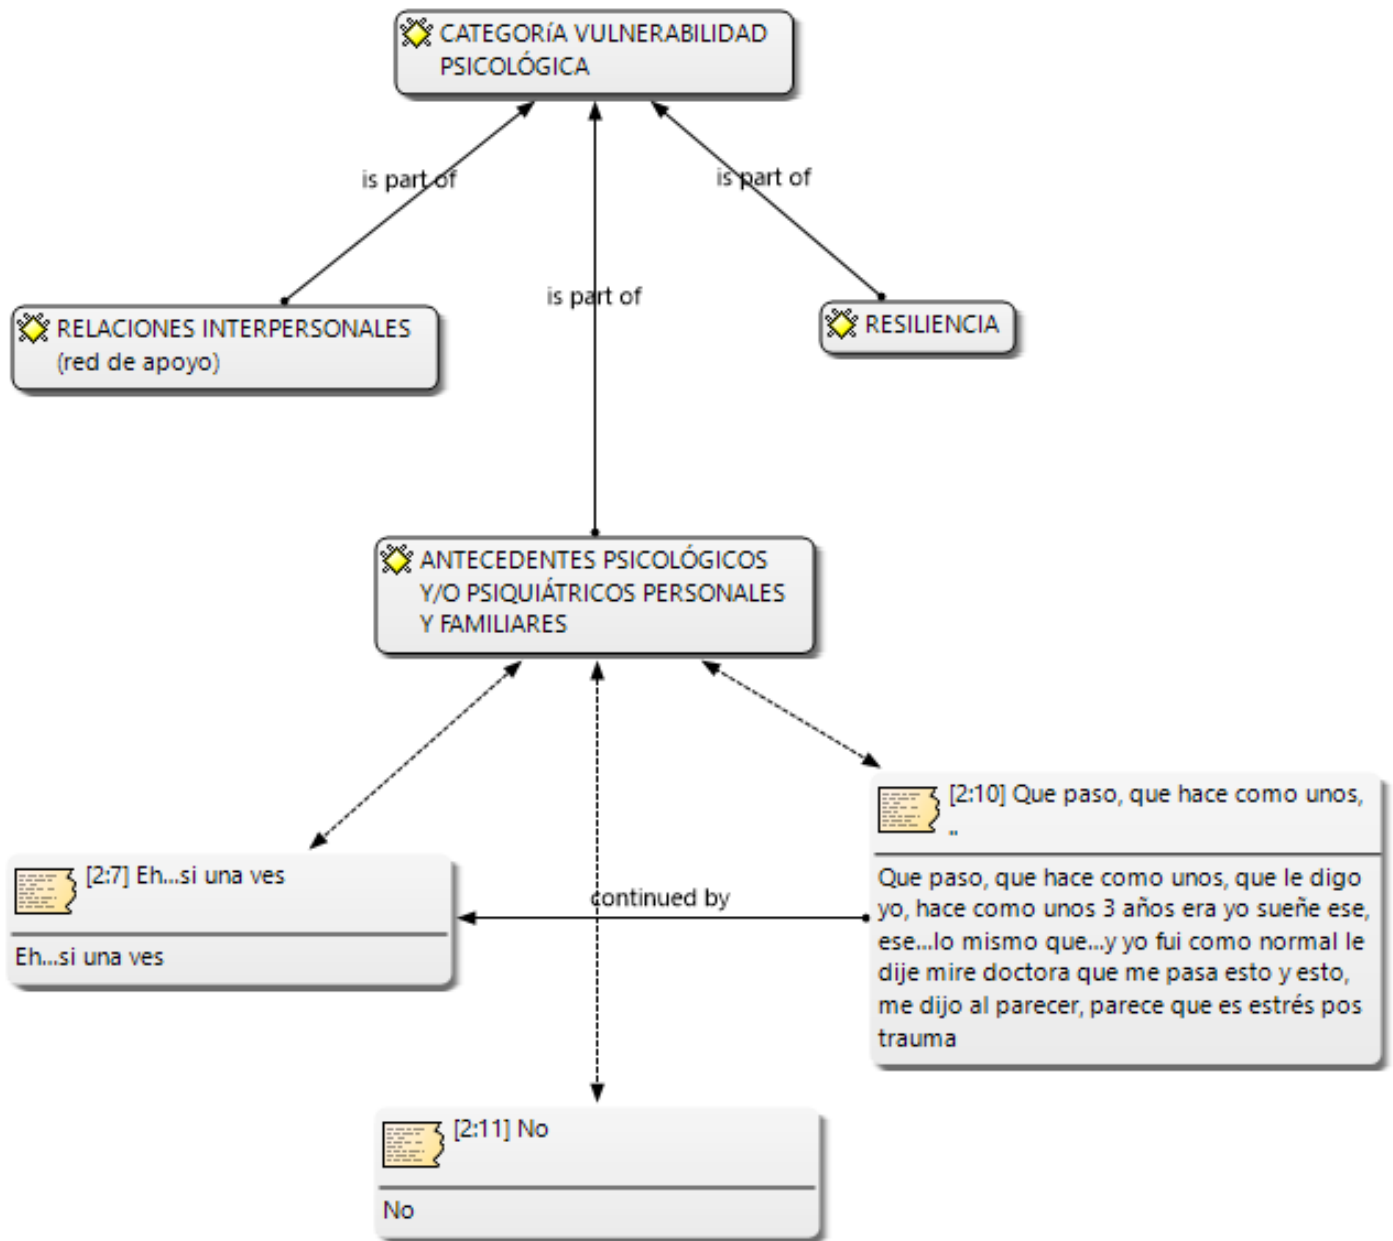 CATEGORíA VULNERABILIDAD
PSICOLÓGICA
is part of
is part of
is part of
RELACIONES INTERPERSONALES
(red de apoyo)
RESILIENCIA
ANTECEDENTES PSICOLÓGICOS
Y/O PSIQUIÁTRICOS PERSONALES
Y FAMILIARES
[2:10] Que paso, que hace como unos,
..
Que paso, que hace como unos, que le digo
yo, hace como unos 3 años era yo sueñe ese,
ese...lo mismo que...y yo fui como normal le
dije mire doctora que me pasa esto y esto,
me dijo al parecer, parece que es estrés pos
trauma
[2:7] Eh...si una ves
Eh...si una ves
continued by
[2:11] No
No